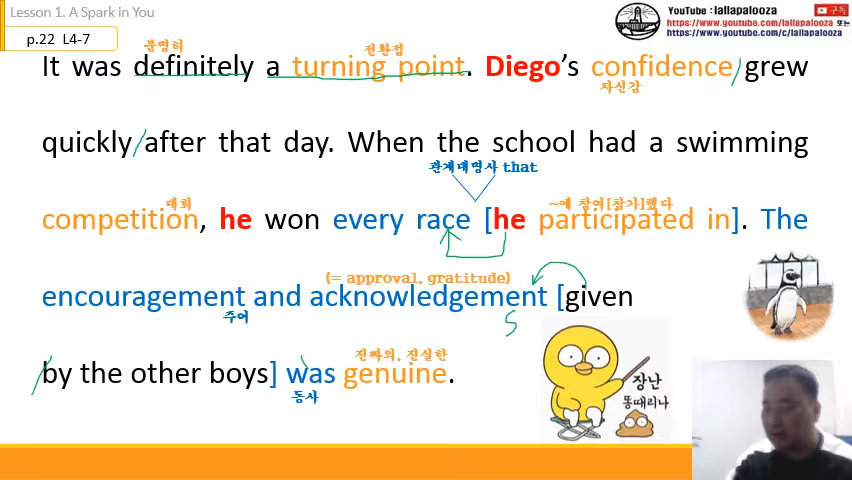 Lesson 1. A Spark in You
p.22 L4-7
YouTube : lallapalooza 구독
https://www.youtube.com/lallapalooza 또는
https://www.youtube.com/c/lallapalooza
분명히 전환점
It was definitely a turning point. Diego's confidence grew
자신감
quickly after that day. When the school had a swimming
관계대명사 that
대회 ~에 참여[참가]했다
competition, he won every race [he participated in]. The
(= approval, gratitude)
encouragement and acknowledgement [given
주어 S
진짜의, 진실한
by the other boys] was genuine.
동사
장난
똥때리나